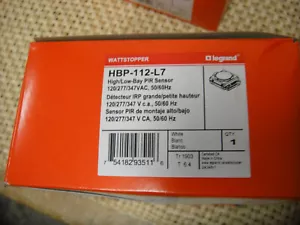 WATTSTOPPER
legrand
HBP-112-L7
High/Low-Bay PIR Sensor
120/277/347VAC, 50/60Hz
Détecteur IRP grande/petite hauteur
120/277/347 V c.a., 50/60 Hz
Sensor PIR de montaje alto/bajo
120/277/347 V CA, 50/60 Hz
White
Blanc
Blanco
QTY
1
7 54182 93511 6